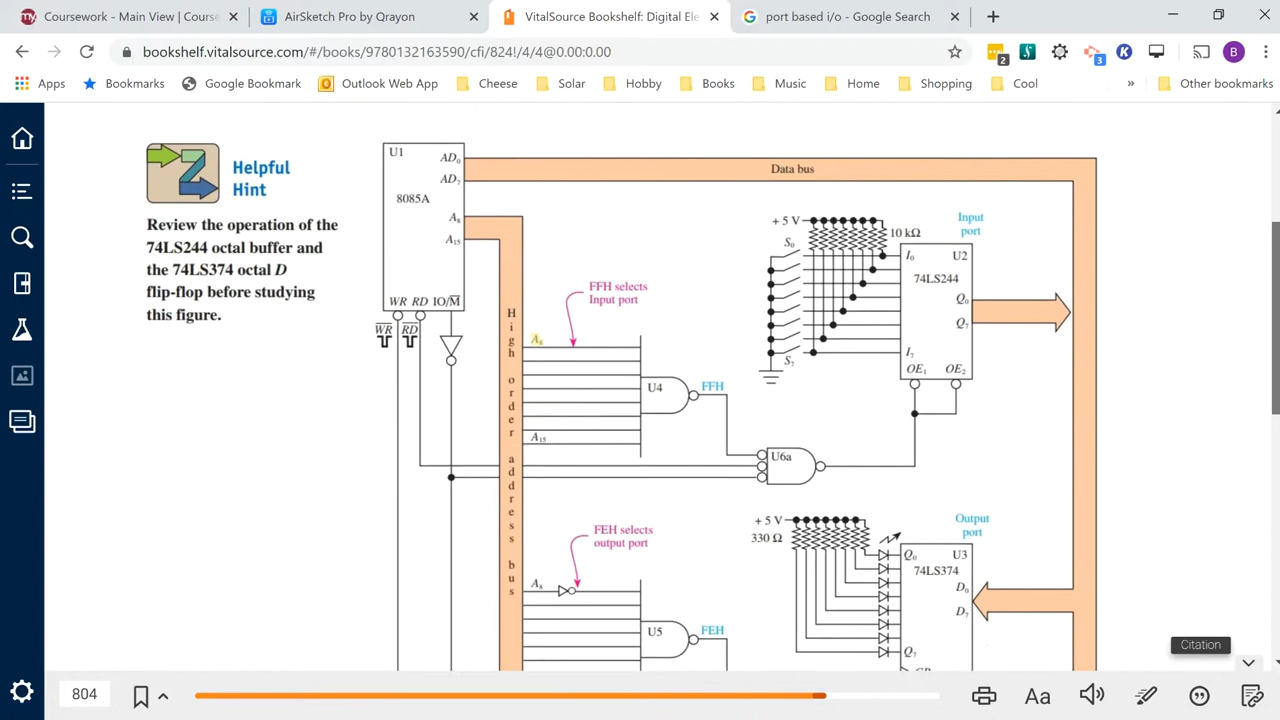 Coursework - Main View | Course
AirSketch Pro by Qrayon
VitalSource Bookshelf: Digital Ele
port based i/o - Google Search
bookshelf.vitalsource.com/#/books/9780132163590/cfi/824!/4/4@0.00:0.00
2
3
B
Apps
Bookmarks
Google Bookmark
Outlook Web App
Cheese
Solar
Hobby
Books
Music
Home
Shopping
Cool
»
Other bookmarks
Helpful
Hint
Review the operation of the
74LS244 octal buffer and
the 74LS374 octal D
flip-flop before studying
this figure.
U1
AD₀
AD₇
8085A
A₈
A₁₅
WR RD IO/M̅
W̅R̅ R̅D̅
Data bus
High order address bus
FFH selects
Input port
A₈
A₁₅
U4
FFH
U6a
+ 5 V
10 kΩ
S₀
S₇
Input
port
I₀
U2
74LS244
Q₀
Q₇
I₇
OE₁ OE₂
FEH selects
output port
A₈
U5
FEH
+ 5 V
330 Ω
Output
port
Q₀
U3
74LS374
D₀
D₇
Q₇
CP
Citation
804
Aa